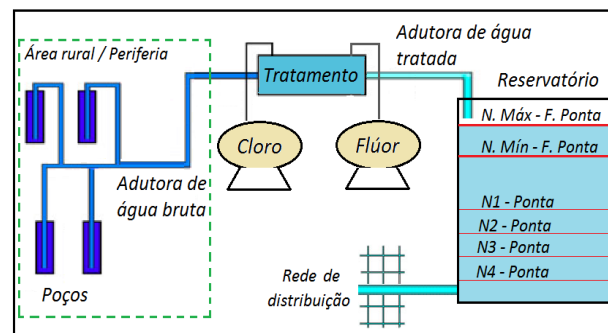 Área rural / Periferia
Poços
Adutora de
água bruta
Tratamento
Cloro
Flúor
Adutora de água
tratada
Reservatório
N. Máx - F. Ponta
N. Mín - F. Ponta
N1 - Ponta
N2 - Ponta
N3 - Ponta
N4 - Ponta
Rede de
distribuição